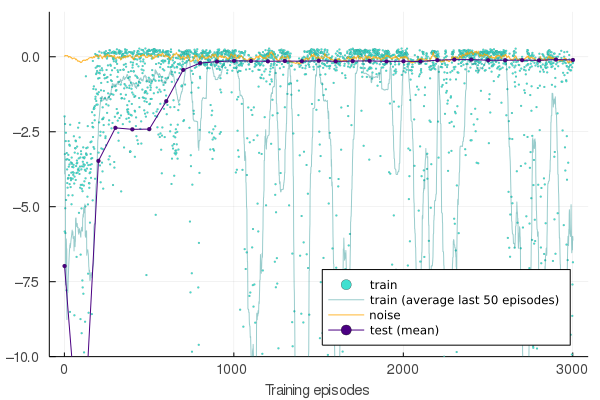 0.0
−2.5
−5.0
−7.5
−10.0
0
1000
2000
3000
Training episodes
train
train (average last 50 episodes)
noise
test (mean)